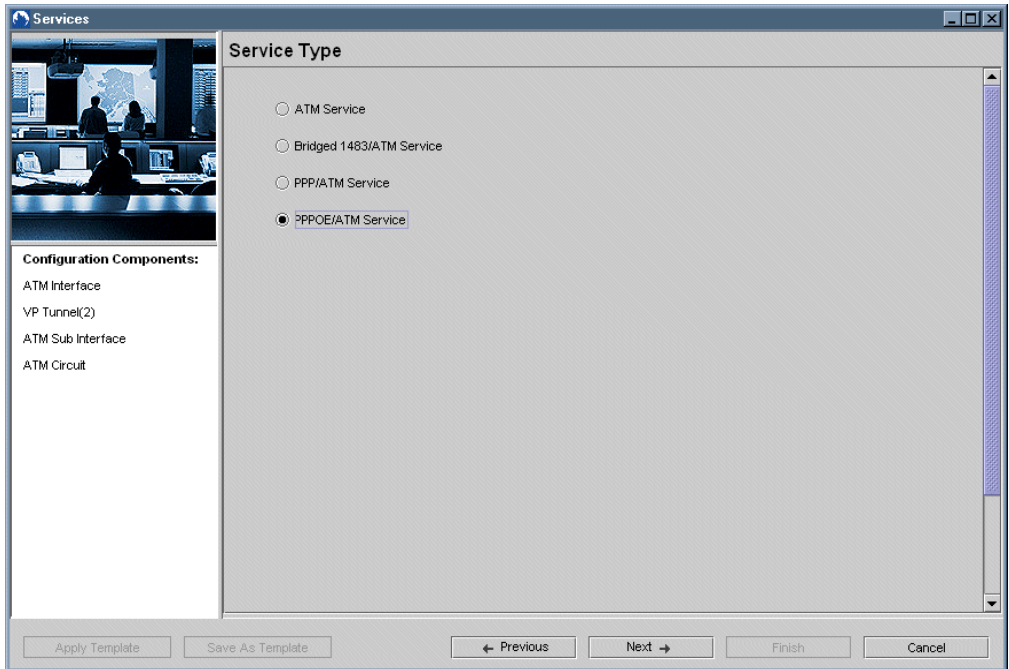 Services
Service Type
ATM Service
Bridged 1483/ATM Service
PPP/ATM Service
PPPOE/ATM Service
Configuration Components:
ATM Interface
VP Tunnel(2)
ATM Sub Interface
ATM Circuit
Apply Template
Save As Template
← Previous
Next →
Finish
Cancel